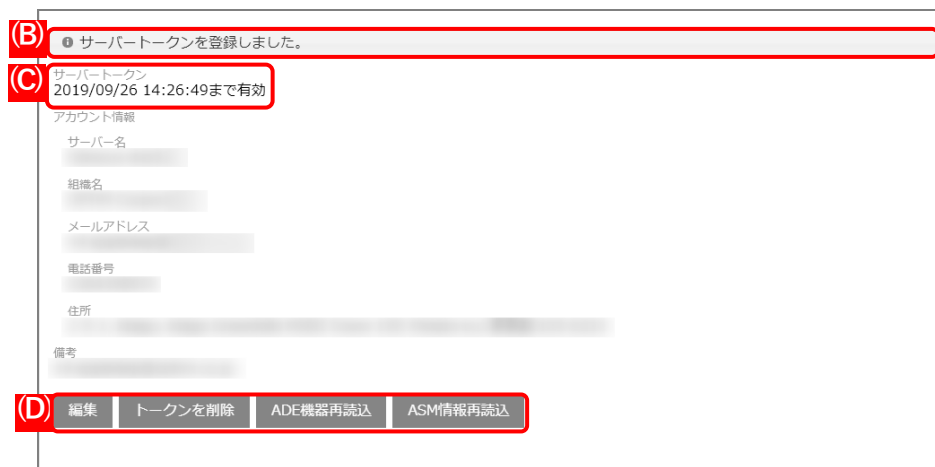 (B)
サーバートークンを登録しました。
(C)
サーバートークン
2019/09/26 14:26:49まで有効
アカウント情報
サーバー名
組織名
メールアドレス
電話番号
住所
備考
(D)
編集 トークンを削除 ADE機器再読込 ASM情報再読込